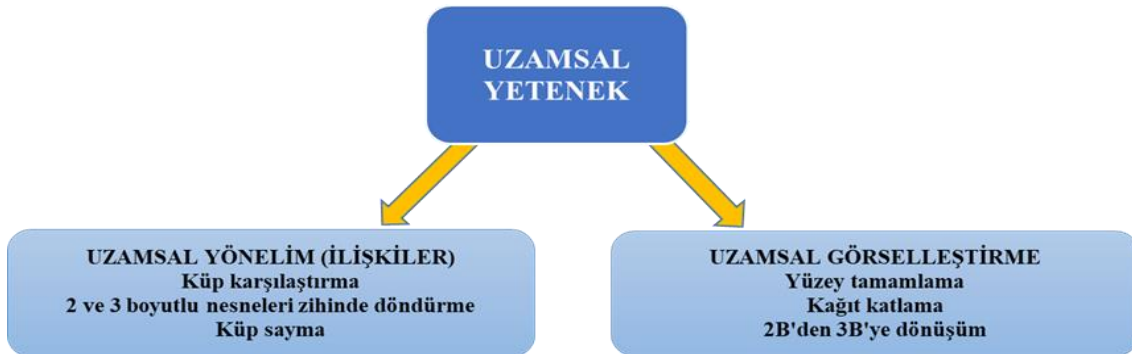 UZAMSAL
YETENEK
UZAMSAL YÖNELİM (İLİŞKİLER)
Küp karşılaştırma
2 ve 3 boyutlu nesneleri zihinde döndürme
Küp sayma
UZAMSAL GÖRSELLEŞTİRME
Yüzey tamamlama
Kağıt katlama
2B'den 3B'ye dönüşüm